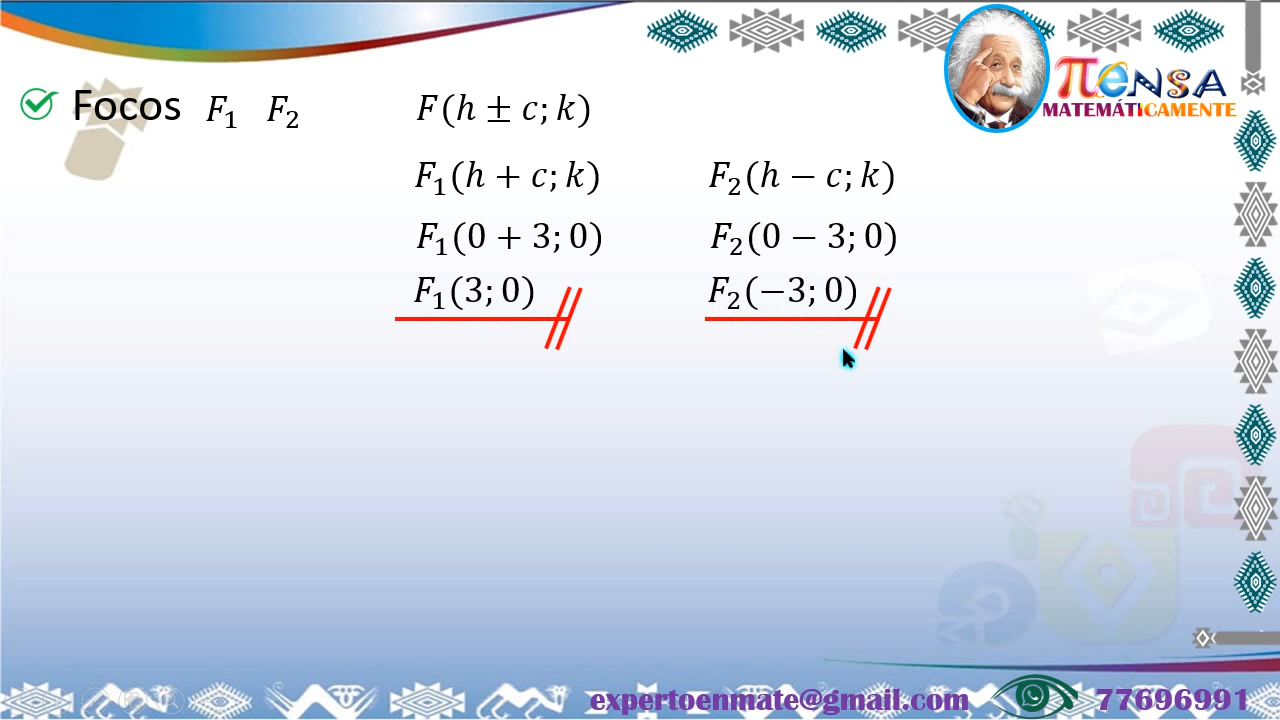 πensa
MATEMÁTICAMENTE
Focos F₁ F₂ F(h ± c; k)
F₁(h + c; k) F₂(h − c; k)
F₁(0 + 3; 0) F₂(0 − 3; 0)
F₁(3; 0) F₂(−3; 0)
expertoenmate@gmail.com 77696991